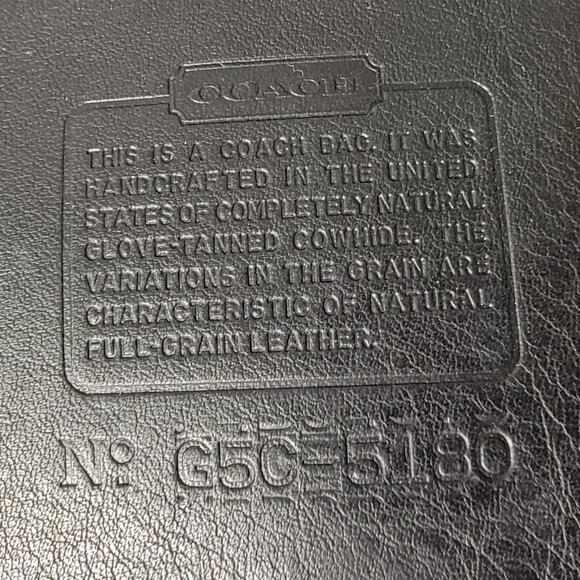 COACH
THIS IS A COACH BAG. IT WAS
HANDCRAFTED IN THE UNITED
STATES OF COMPLETELY NATURAL
GLOVE-TANNED COWHIDE. THE
VARIATIONS IN THE GRAIN ARE
CHARACTERISTIC OF NATURAL
FULL-GRAIN LEATHER.
No. G5C-5180